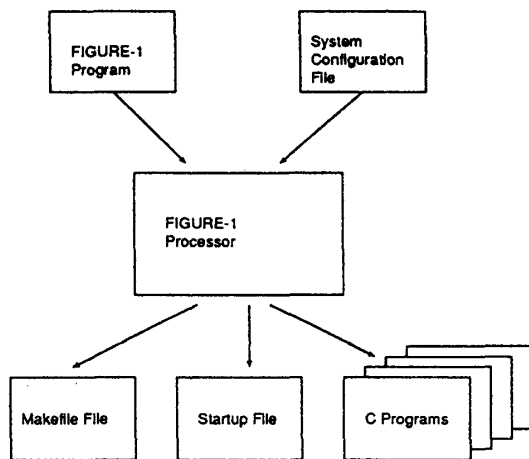 FIGURE-1
Program
System
Configuration
File
FIGURE-1
Processor
Makefile File
Startup File
C Programs